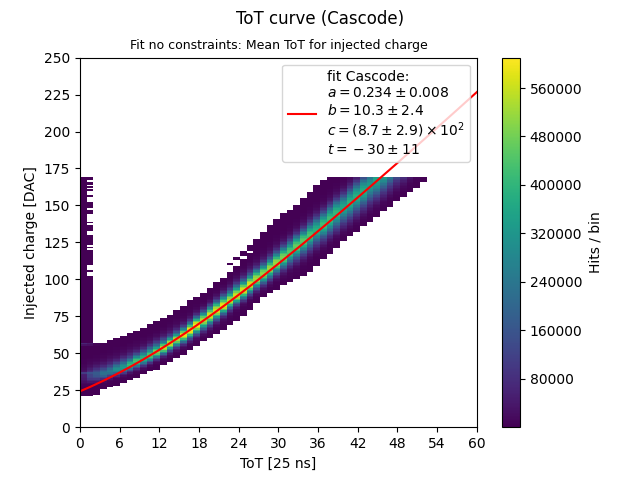 ToT curve (Cascode)
Fit no constraints: Mean ToT for injected charge
fit Cascode:
a = 0.234 ± 0.008
b = 10.3 ± 2.4
c = (8.7 ± 2.9) × 10²
t = − 30 ± 11
Injected charge [DAC]
250
225
200
175
150
125
100
75
50
25
0
0 6 12 18 24 30 36 42 48 54 60
ToT [25 ns]
560000
480000
400000
320000
240000
160000
80000
Hits / bin